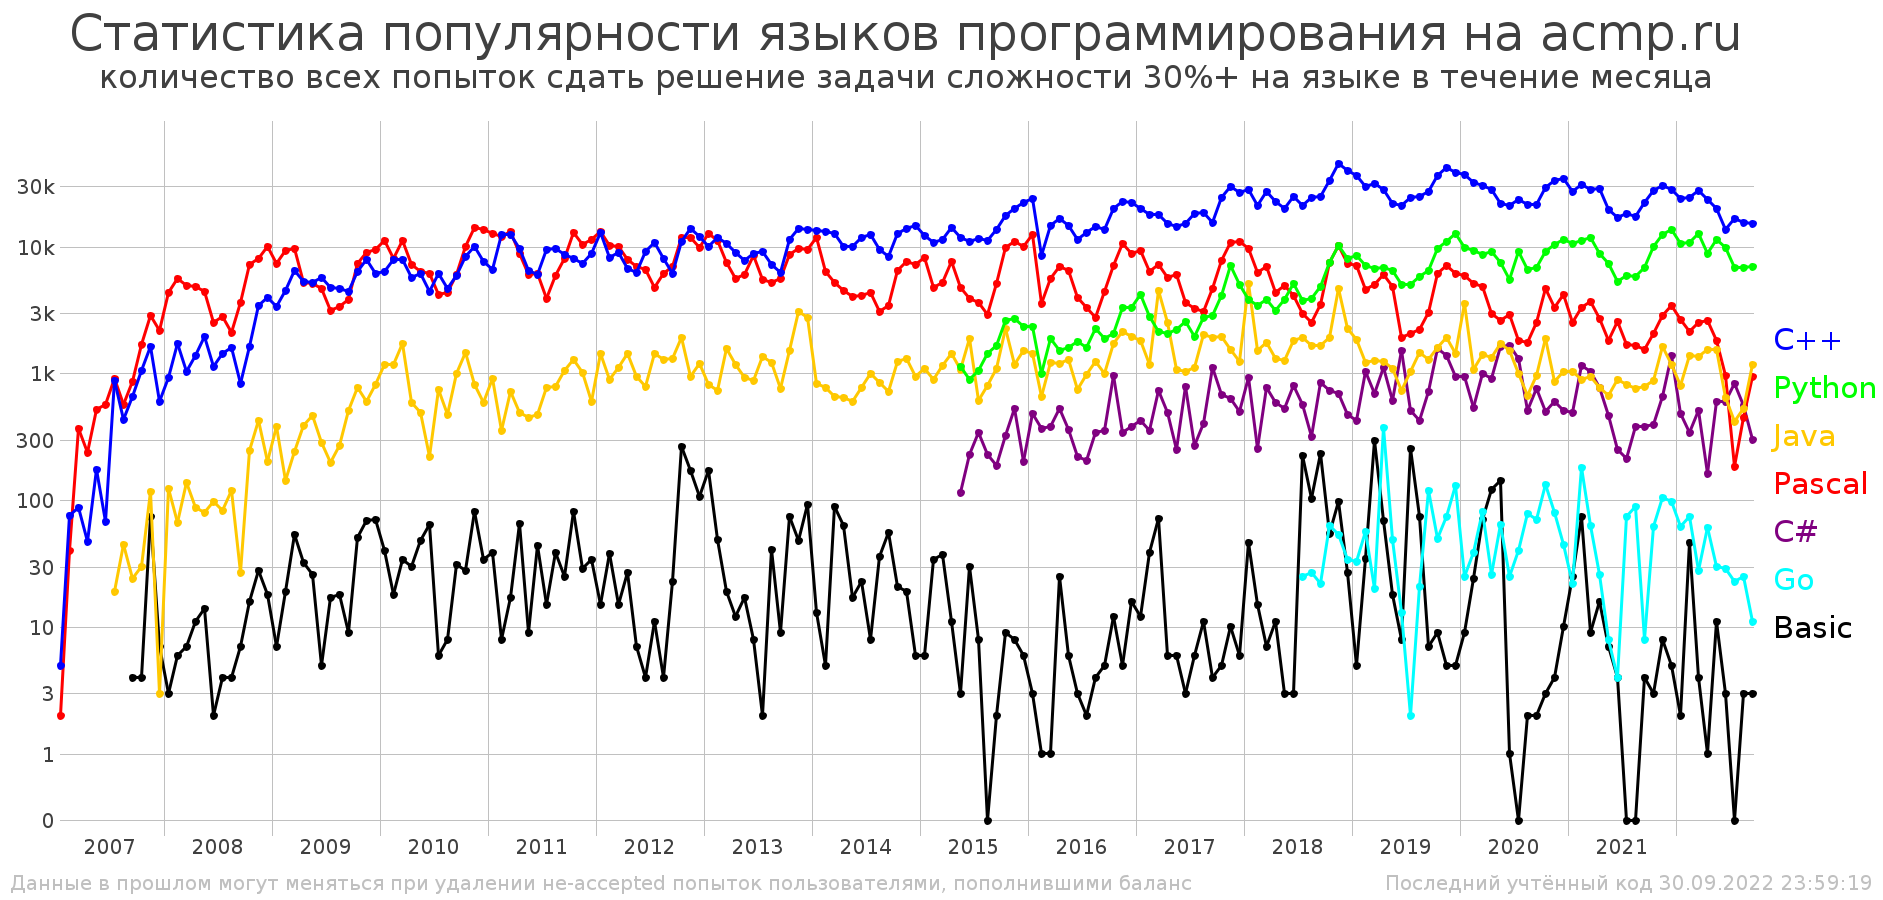 Статистика популярности языков программирования на acmp.ru
количество всех попыток сдать решение задачи сложности 30%+ на языке в течение месяца
30k
10k
3k
1k
300
100
30
10
3
1
0
C++
Python
Java
Pascal
C#
Go
Basic
2007 2008 2009 2010 2011 2012 2013 2014 2015 2016 2017 2018 2019 2020 2021
Данные в прошлом могут меняться при удалении не-accepted попыток пользователями, пополнившими баланс
Последний учтённый код 30.09.2022 23:59:19